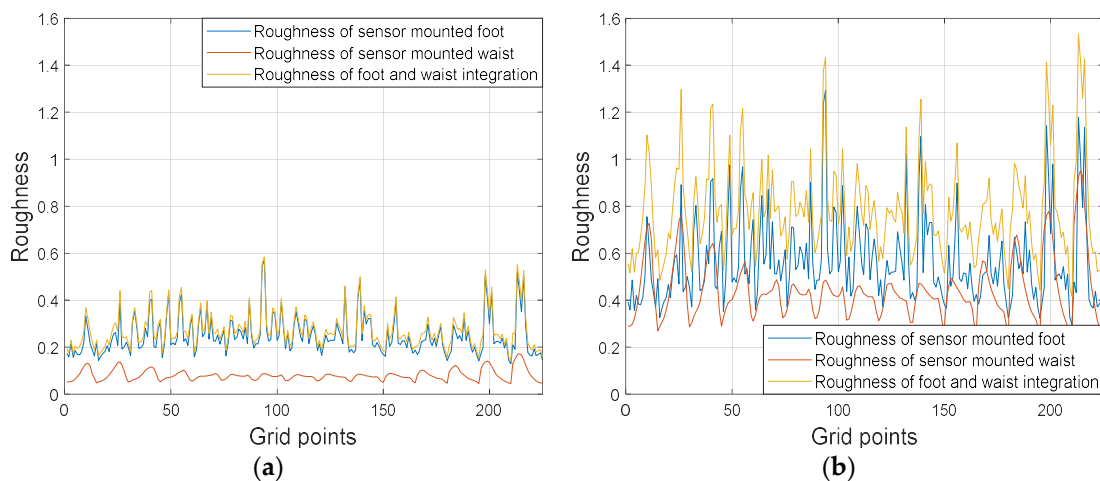 1.6
1.4
1.2
1
0.8
0.6
0.4
0.2
0
Roughness
Roughness of sensor mounted foot
Roughness of sensor mounted waist
Roughness of foot and waist integration
0 50 100 150 200
Grid points
(a)
1.6
1.4
1.2
1
0.8
0.6
0.4
0.2
0
Roughness
Roughness of sensor mounted foot
Roughness of sensor mounted waist
Roughness of foot and waist integration
0 50 100 150 200
Grid points
(b)